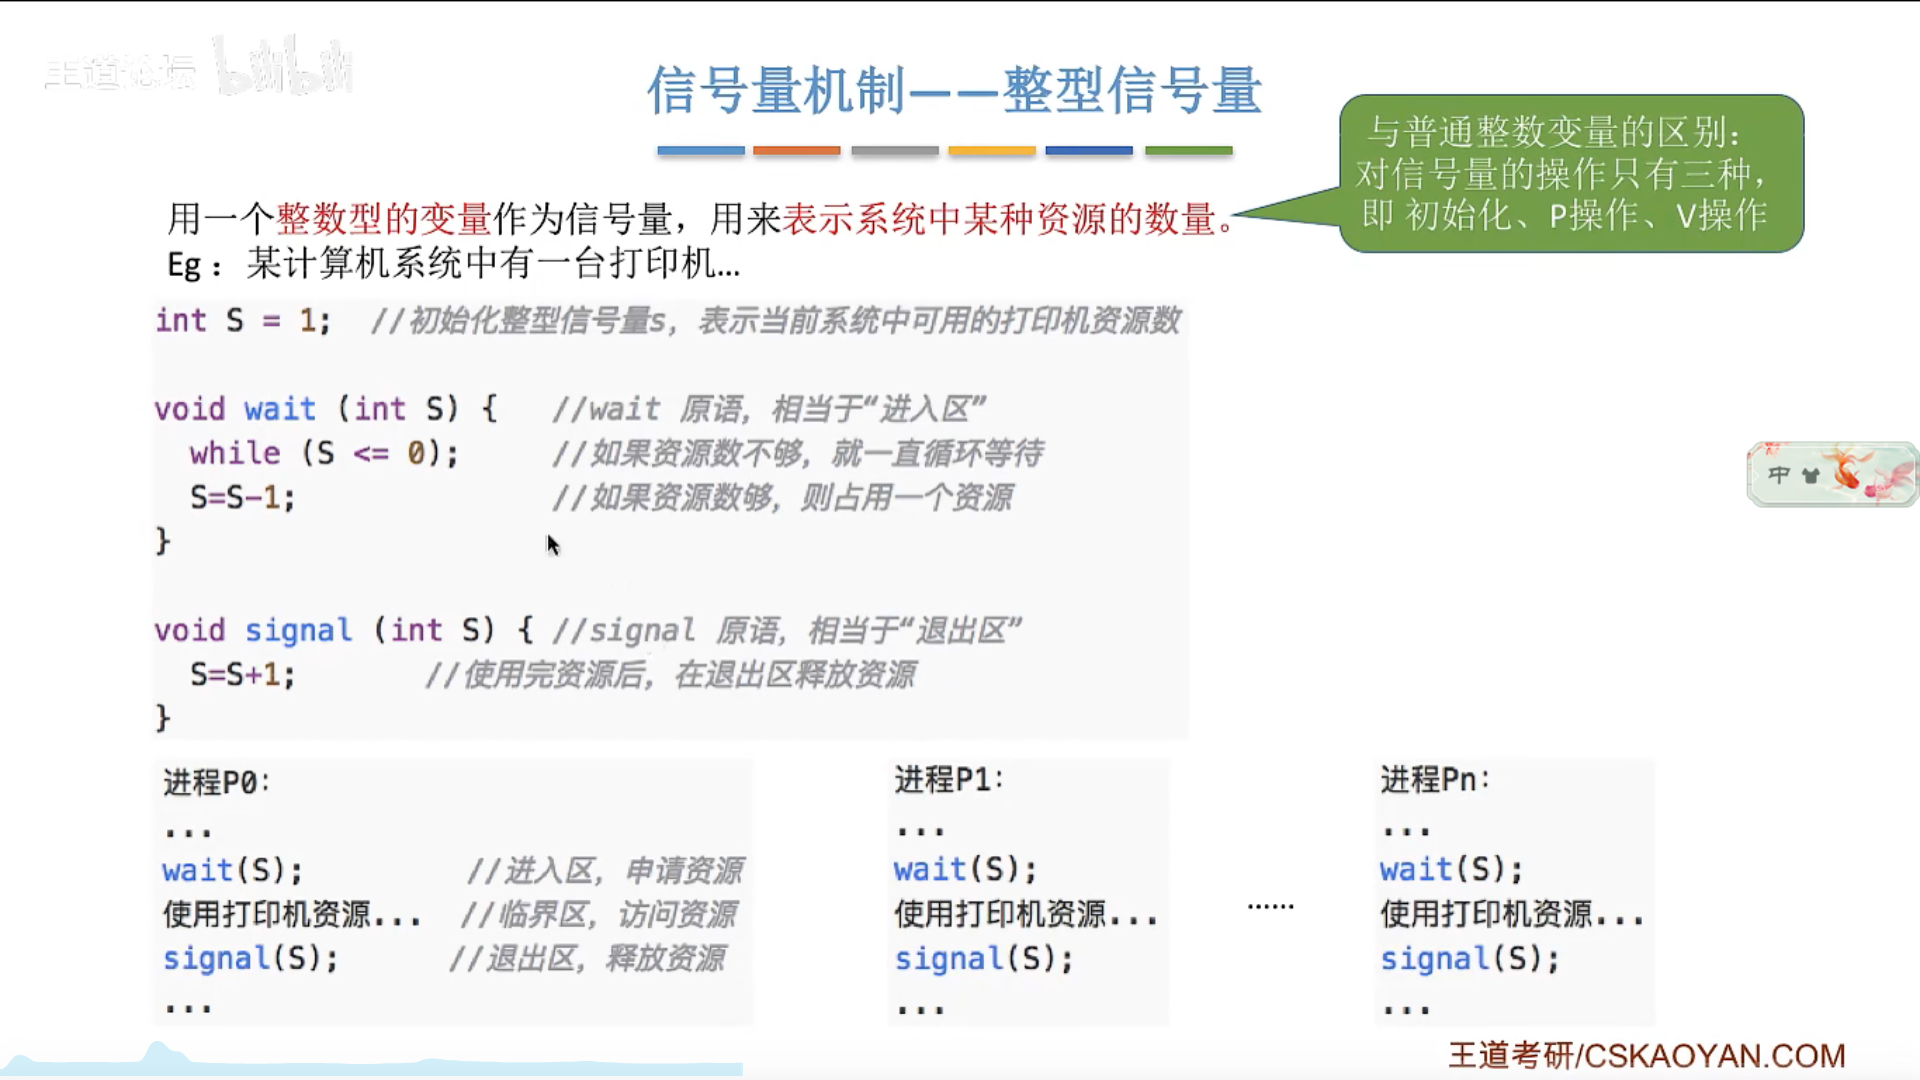 王道论坛 bilibili
信号量机制——整型信号量
与普通整数变量的区别：
对信号量的操作只有三种，
即 初始化、P操作、V操作
用一个整数型的变量作为信号量，用来表示系统中某种资源的数量。
Eg：某计算机系统中有一台打印机...
int S = 1; //初始化整型信号量s，表示当前系统中可用的打印机资源数
void wait (int S) { //wait 原语，相当于“进入区”
while (S <= 0); //如果资源数不够，就一直循环等待
S=S-1; //如果资源数够，则占用一个资源
}
void signal (int S) { //signal 原语，相当于“退出区”
S=S+1; //使用完资源后，在退出区释放资源
}
中
进程P0：
...
wait(S); //进入区，申请资源
使用打印机资源... //临界区，访问资源
signal(S); //退出区，释放资源
...
进程P1：
...
wait(S);
使用打印机资源...
signal(S);
...
......
进程Pn：
...
wait(S);
使用打印机资源...
signal(S);
...
王道考研/CSKAOYAN.COM